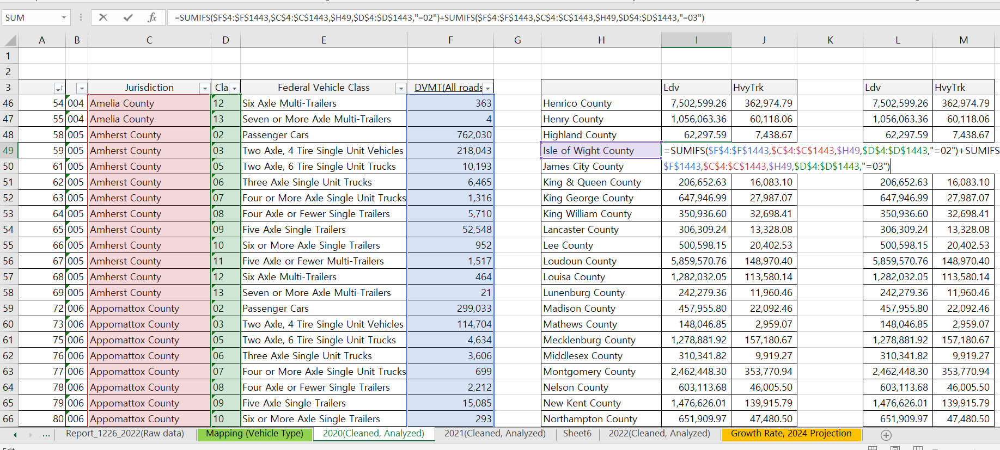 SUM =SUMIFS($F$4:$F$1443,$C$4:$C$1443,$H49,$D$4:$D$1443,"=02")+SUMIFS($F$4:$F$1443,$C$4:$C$1443,$H49,$D$4:$D$1443,"=03")
A B C D E F G H I J K L M
1
2
3 Jurisdiction Cla Federal Vehicle Class DVMT(All roads Ldv HvyTrk Ldv HvyTrk
46 54 004 Amelia County 12 Six Axle Multi-Trailers 363 Henrico County 7,502,599.26 362,974.79 7,502,599.26 362,974.79
47 55 004 Amelia County 13 Seven or More Axle Multi-Trailers 4 Henry County 1,056,063.36 60,118.06 1,056,063.36 60,118.06
48 58 005 Amherst County 02 Passenger Cars 762,030 Highland County 62,297.59 7,438.67 62,297.59 7,438.67
49 59 005 Amherst County 03 Two Axle, 4 Tire Single Unit Vehicles 218,043 Isle of Wight County =SUMIFS($F$4:$F$1443,$C$4:$C$1443,$H49,$D$4:$D$1443,"=02")+SUMIFS
50 61 005 Amherst County 05 Two Axle, 6 Tire Single Unit Trucks 10,193 James City County $F$1443,$C$4:$C$1443,$H49,$D$4:$D$1443,"=03")
51 62 005 Amherst County 06 Three Axle Single Unit Trucks 6,465 King & Queen County 206,652.63 16,083.10 206,652.63 16,083.10
52 63 005 Amherst County 07 Four or More Axle Single Unit Trucks 1,316 King George County 647,946.99 27,987.07 647,946.99 27,987.07
53 64 005 Amherst County 08 Four Axle or Fewer Single Trailers 5,710 King William County 350,936.60 32,698.41 350,936.60 32,698.41
54 65 005 Amherst County 09 Five Axle Single Trailers 52,548 Lancaster County 306,309.24 13,328.08 306,309.24 13,328.08
55 66 005 Amherst County 10 Six or More Axle Single Trailers 952 Lee County 500,598.15 20,402.53 500,598.15 20,402.53
56 67 005 Amherst County 11 Five Axle or Fewer Multi-Trailers 1,517 Loudoun County 5,859,570.76 148,970.40 5,859,570.76 148,970.40
57 68 005 Amherst County 12 Six Axle Multi-Trailers 464 Louisa County 1,282,032.05 113,580.14 1,282,032.05 113,580.14
58 69 005 Amherst County 13 Seven or More Axle Multi-Trailers 21 Lunenburg County 242,279.36 11,960.46 242,279.36 11,960.46
59 72 006 Appomattox County 02 Passenger Cars 299,033 Madison County 457,955.80 22,092.46 457,955.80 22,092.46
60 73 006 Appomattox County 03 Two Axle, 4 Tire Single Unit Vehicles 114,704 Mathews County 148,046.85 2,959.07 148,046.85 2,959.07
61 75 006 Appomattox County 05 Two Axle, 6 Tire Single Unit Trucks 4,634 Mecklenburg County 1,278,881.92 157,180.67 1,278,881.92 157,180.67
62 76 006 Appomattox County 06 Three Axle Single Unit Trucks 3,606 Middlesex County 310,341.82 9,919.27 310,341.82 9,919.27
63 77 006 Appomattox County 07 Four or More Axle Single Unit Trucks 699 Montgomery County 2,462,448.30 353,770.94 2,462,448.30 353,770.94
64 78 006 Appomattox County 08 Four Axle or Fewer Single Trailers 2,212 Nelson County 603,113.68 46,005.50 603,113.68 46,005.50
65 79 006 Appomattox County 09 Five Axle Single Trailers 15,085 New Kent County 1,476,626.01 139,915.79 1,476,626.01 139,915.79
66 80 006 Appomattox County 10 Six or More Axle Single Trailers 293 Northampton County 651,909.97 47,480.50 651,909.97 47,480.50
... Report_1226_2022(Raw data) Mapping (Vehicle Type) 2020(Cleaned, Analyzed) 2021(Cleaned, Analyzed) Sheet6 2022(Cleaned, Analyzed) Growth Rate, 2024 Projection